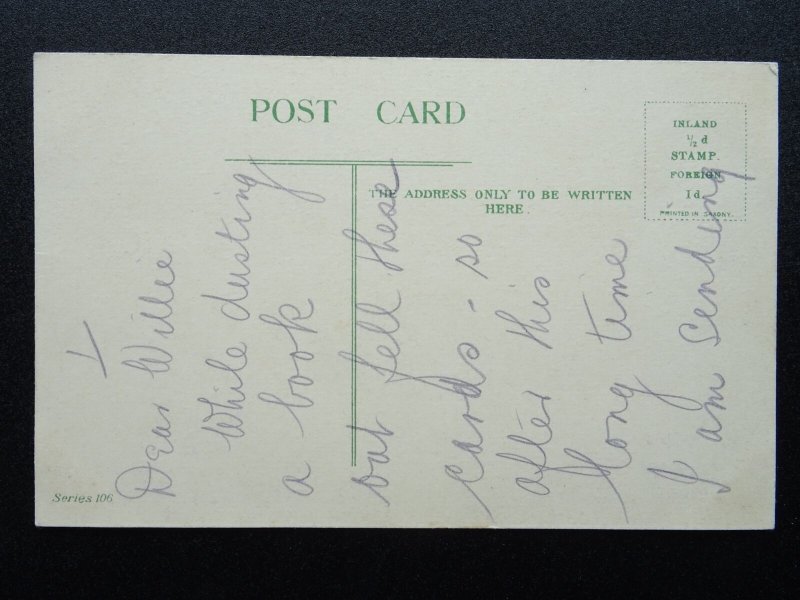 POST CARD
INLAND
½ d
STAMP.
FOREIGN
1d.
PRINTED IN SAXONY.
THE ADDRESS ONLY TO BE WRITTEN
HERE.
Series 106
I
Dear Willie
While dusting
a book
out fell these
cards - so
after this
long time
I am sending